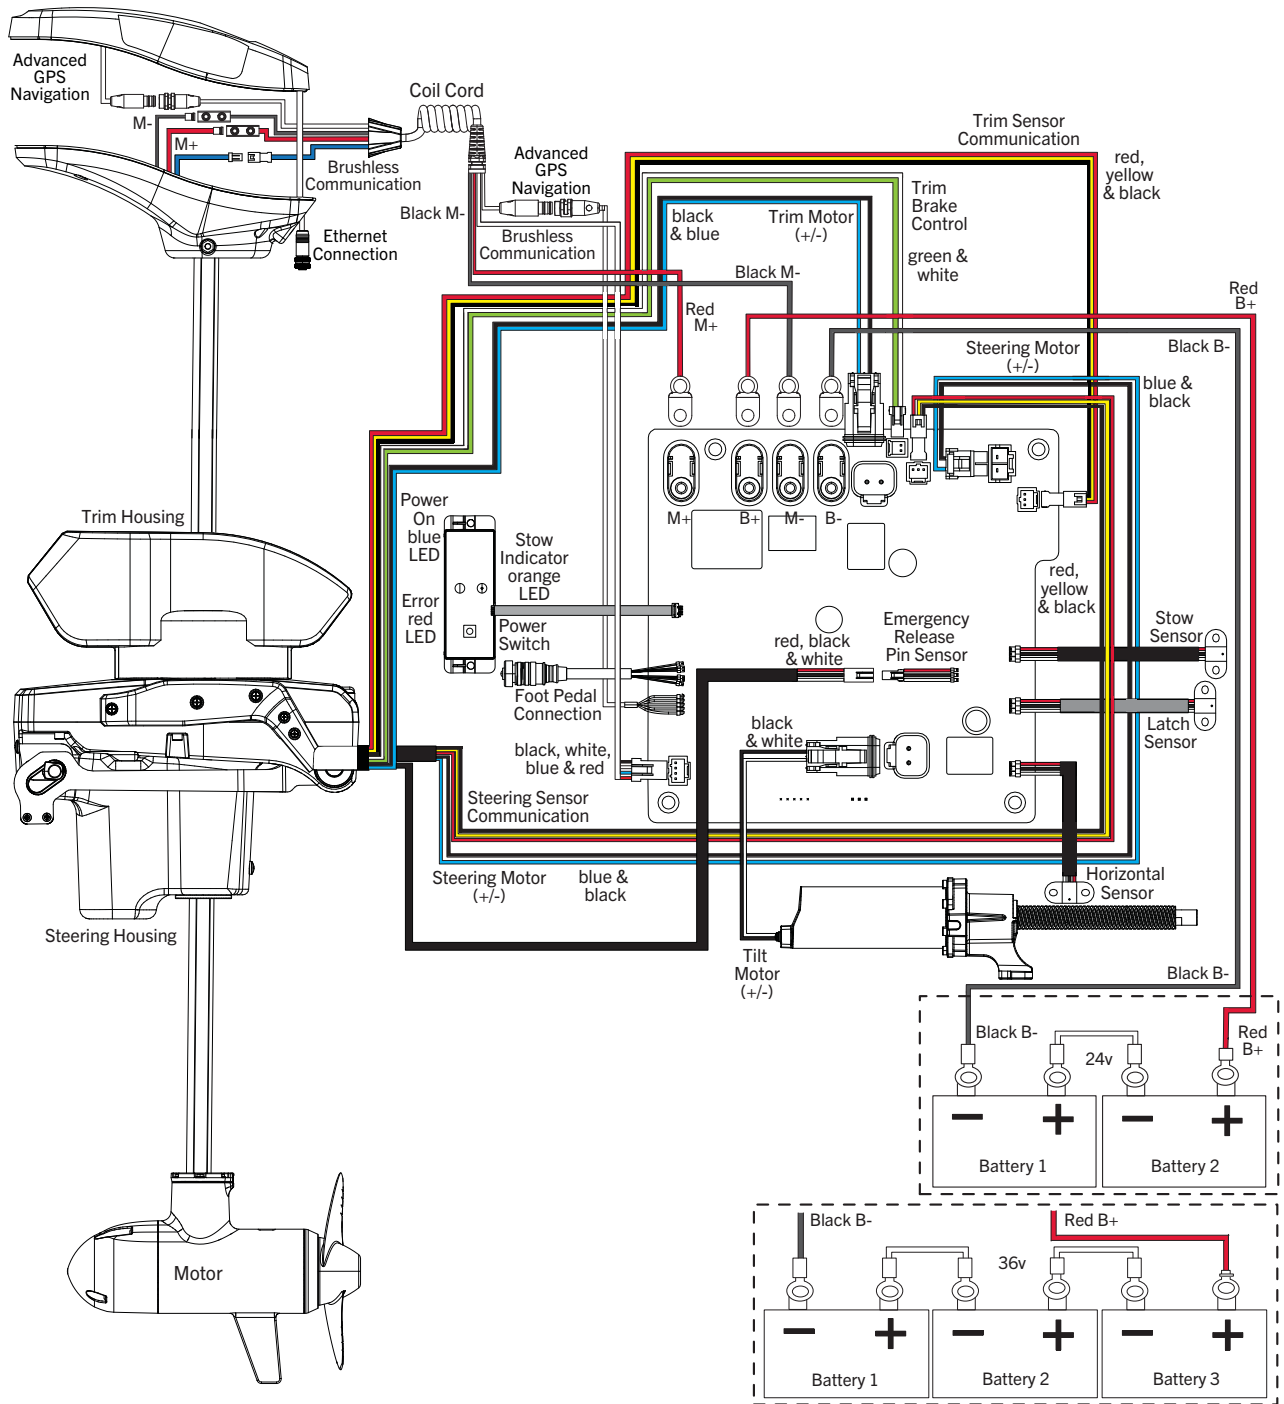 Advanced
GPS
Navigation
M-
M+
Coil Cord
Brushless
Communication
Ethernet
Connection
Black M-
Advanced
GPS
Navigation
Brushless
Communication
Trim Sensor
Communication
red,
yellow
& black
black
& blue
Trim Motor
(+/-)
Trim
Brake
Control
green &
white
Black M-
Red
M+
Red
B+
Black B-
Steering Motor
(+/-)
blue &
black
M+
B+
M-
B-
Trim Housing
Power
On
blue
LED
Stow
Indicator
orange
LED
Error
red
LED
Power
Switch
Foot Pedal
Connection
red, black
& white
Emergency
Release
Pin Sensor
red,
yellow
& black
Stow
Sensor
Latch
Sensor
black
& white
black, white,
blue & red
Steering Sensor
Communication
Steering Motor
(+/-)
blue &
black
Horizontal
Sensor
Steering Housing
Tilt
Motor
(+/-)
Black B-
Black B-
24v
Red
B+
− + − +
Battery 1
Battery 2
Motor
Black B-
Red B+
36v
− + − + − +
Battery 1
Battery 2
Battery 3